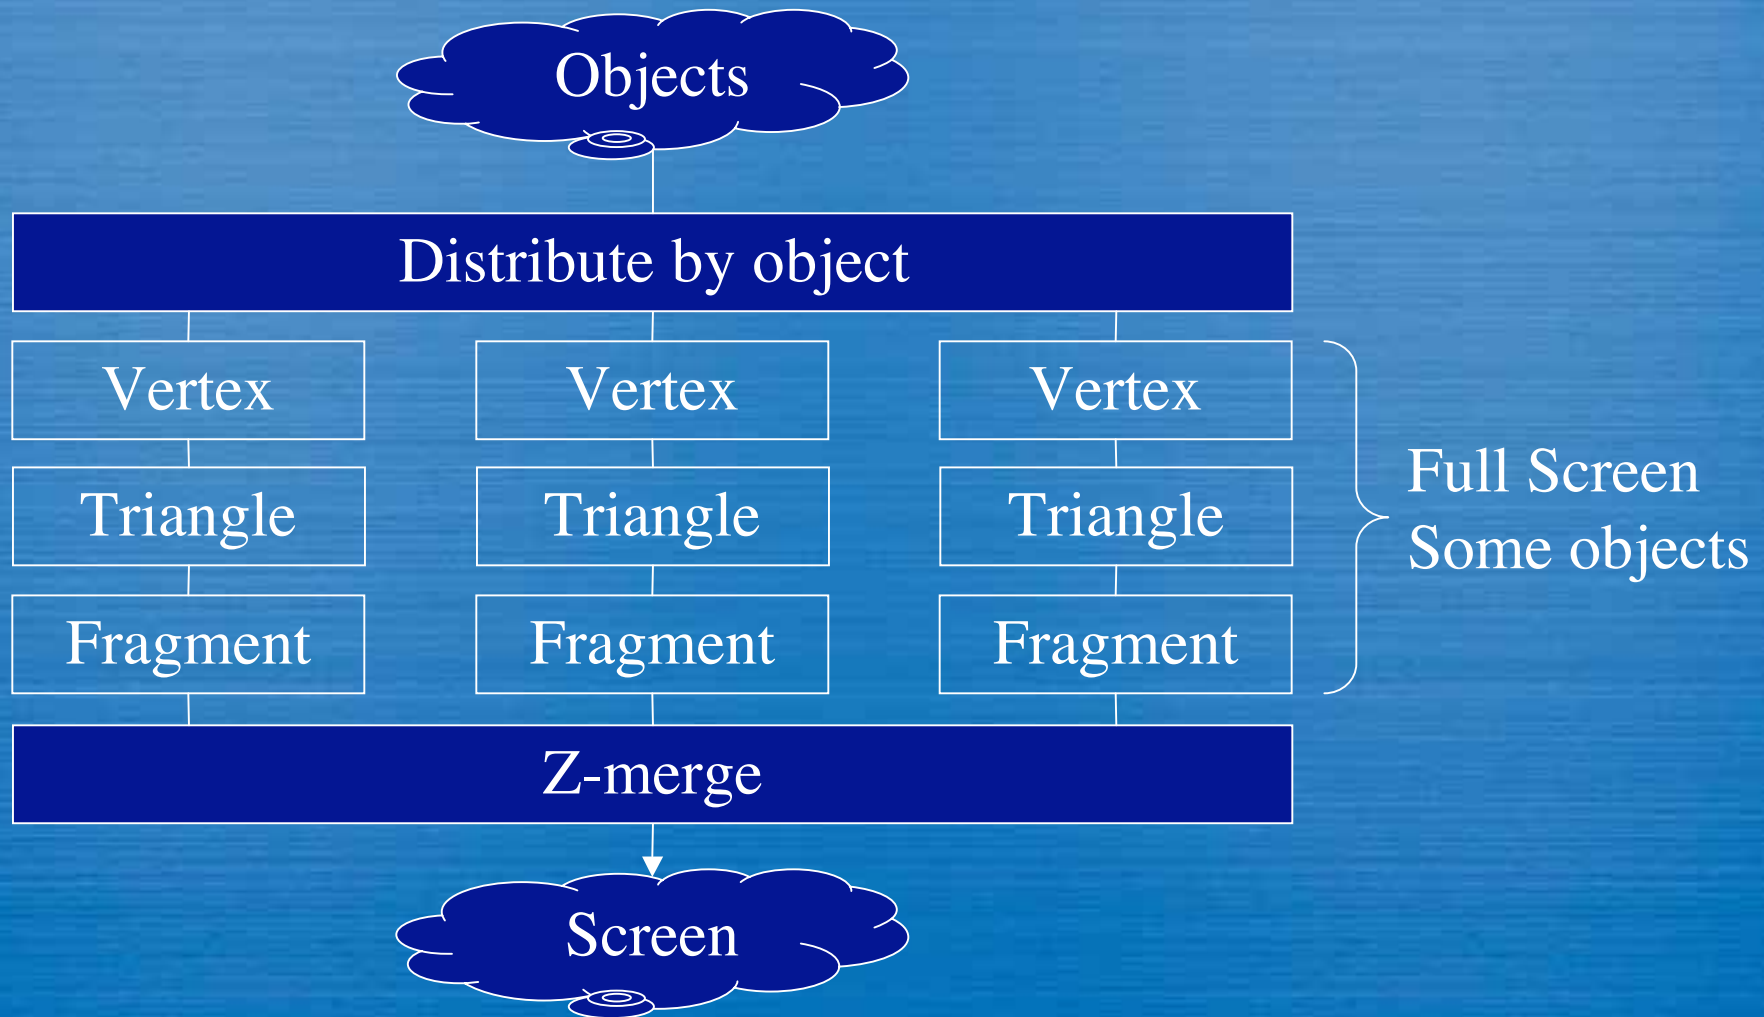 Objects
Distribute by object
Vertex Vertex Vertex
Triangle Triangle Triangle
Fragment Fragment Fragment
Full Screen
Some objects
Z-merge
Screen